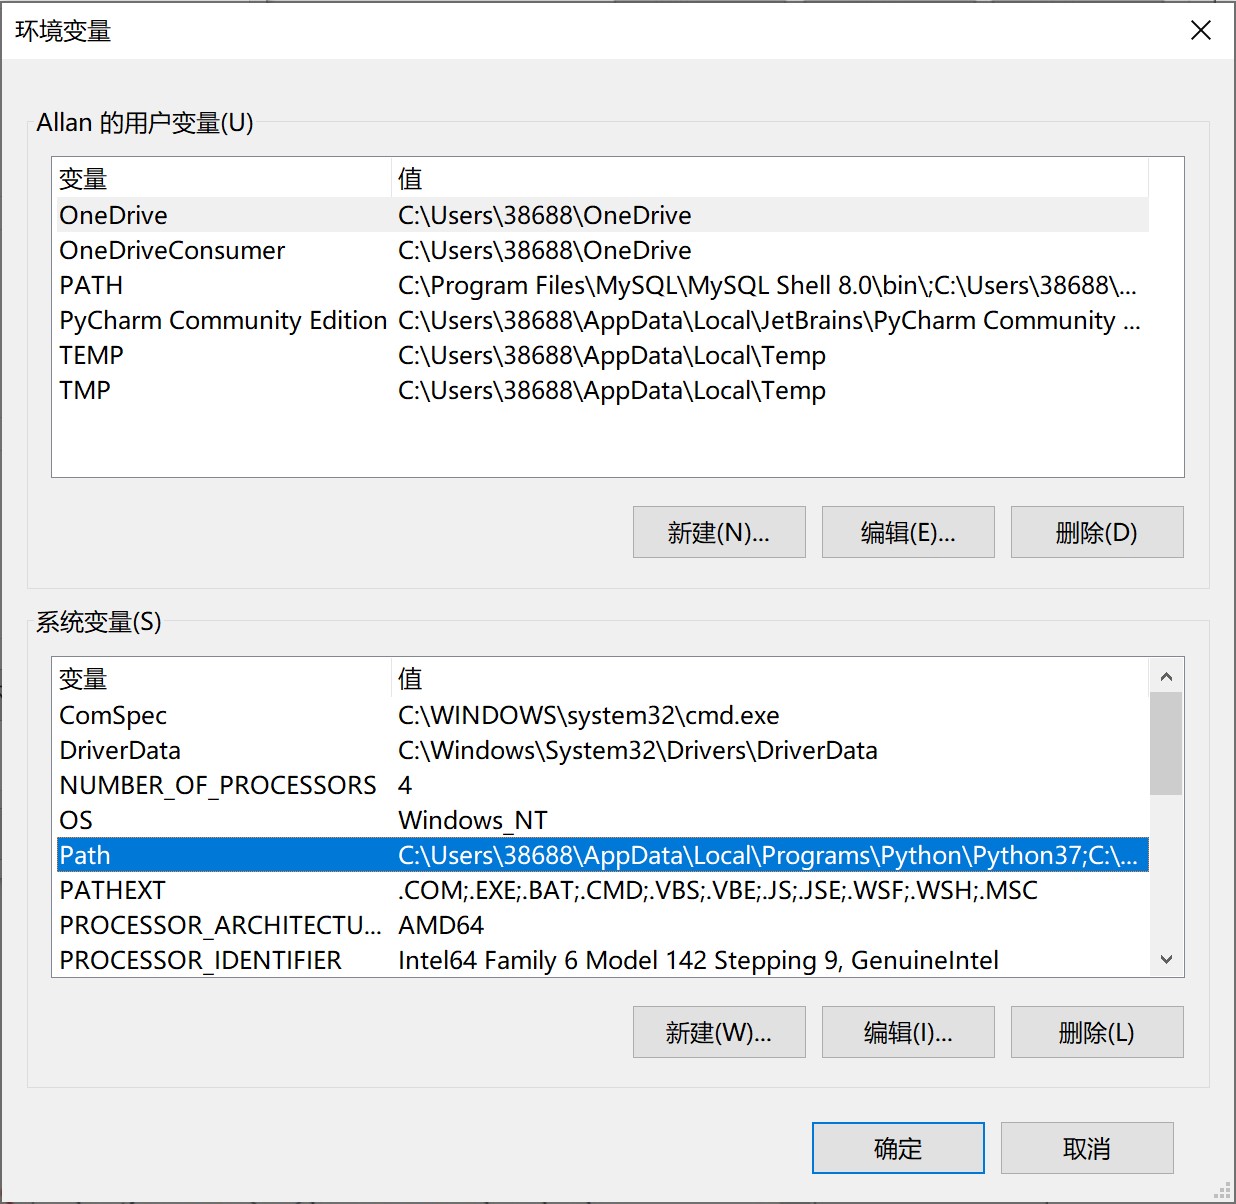 环境变量
Allan 的用户变量(U)
变量 值
OneDrive C:\Users\38688\OneDrive
OneDriveConsumer C:\Users\38688\OneDrive
PATH C:\Program Files\MySQL\MySQL Shell 8.0\bin\;C:\Users\38688\...
PyCharm Community Edition C:\Users\38688\AppData\Local\JetBrains\PyCharm Community ...
TEMP C:\Users\38688\AppData\Local\Temp
TMP C:\Users\38688\AppData\Local\Temp
新建(N)... 编辑(E)... 删除(D)
系统变量(S)
变量 值
ComSpec C:\WINDOWS\system32\cmd.exe
DriverData C:\Windows\System32\Drivers\DriverData
NUMBER_OF_PROCESSORS 4
OS Windows_NT
Path C:\Users\38688\AppData\Local\Programs\Python\Python37;C:\...
PATHEXT .COM;.EXE;.BAT;.CMD;.VBS;.VBE;.JS;.JSE;.WSF;.WSH;.MSC
PROCESSOR_ARCHITECTU... AMD64
PROCESSOR_IDENTIFIER Intel64 Family 6 Model 142 Stepping 9, GenuineIntel
新建(W)... 编辑(I)... 删除(L)
确定 取消